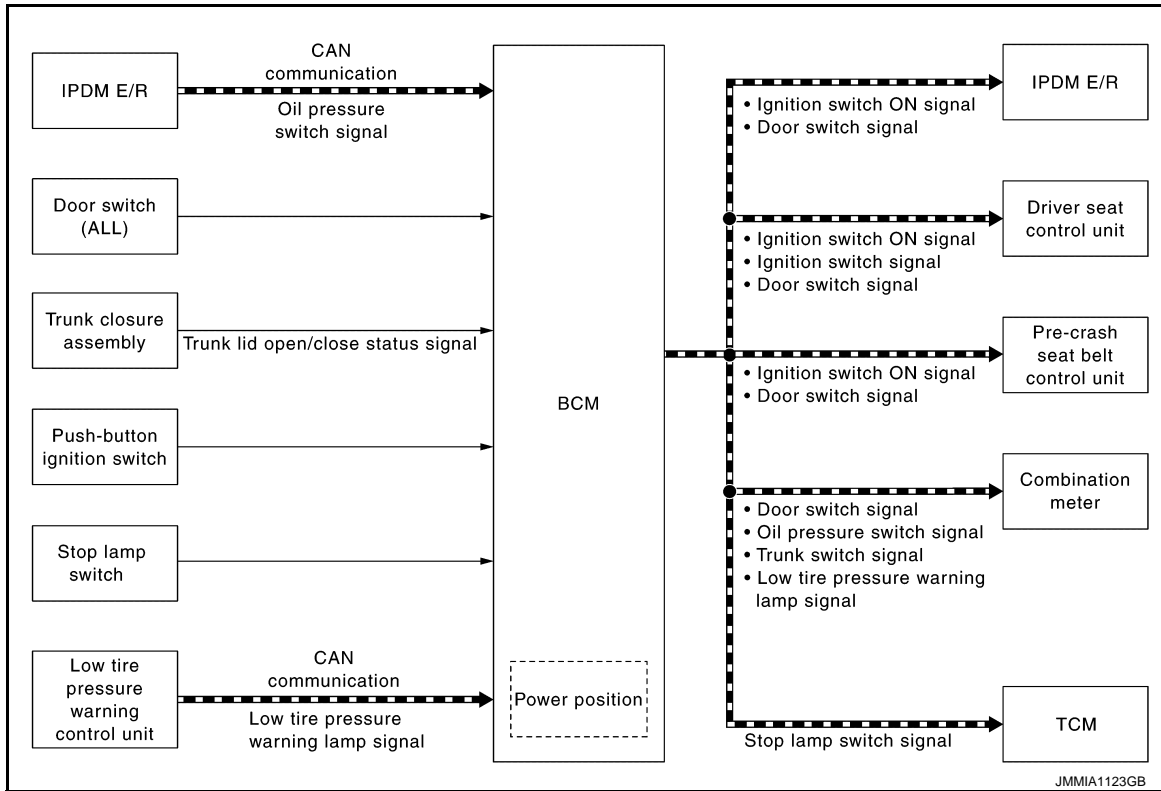 IPDM E/R
CAN
communication
Oil pressure
switch signal
Door switch
(ALL)
Trunk closure
assembly
Trunk lid open/close status signal
Push-button
ignition switch
Stop lamp
switch
Low tire
pressure
warning
control unit
CAN
communication
Low tire pressure
warning lamp signal
BCM
Power position
• Ignition switch ON signal
• Door switch signal
IPDM E/R
• Ignition switch ON signal
• Ignition switch signal
• Door switch signal
Driver seat
control unit
• Ignition switch ON signal
• Door switch signal
Pre-crash
seat belt
control unit
• Door switch signal
• Oil pressure switch signal
• Trunk switch signal
• Low tire pressure warning
lamp signal
Combination
meter
Stop lamp switch signal
TCM
JMMIA1123GB